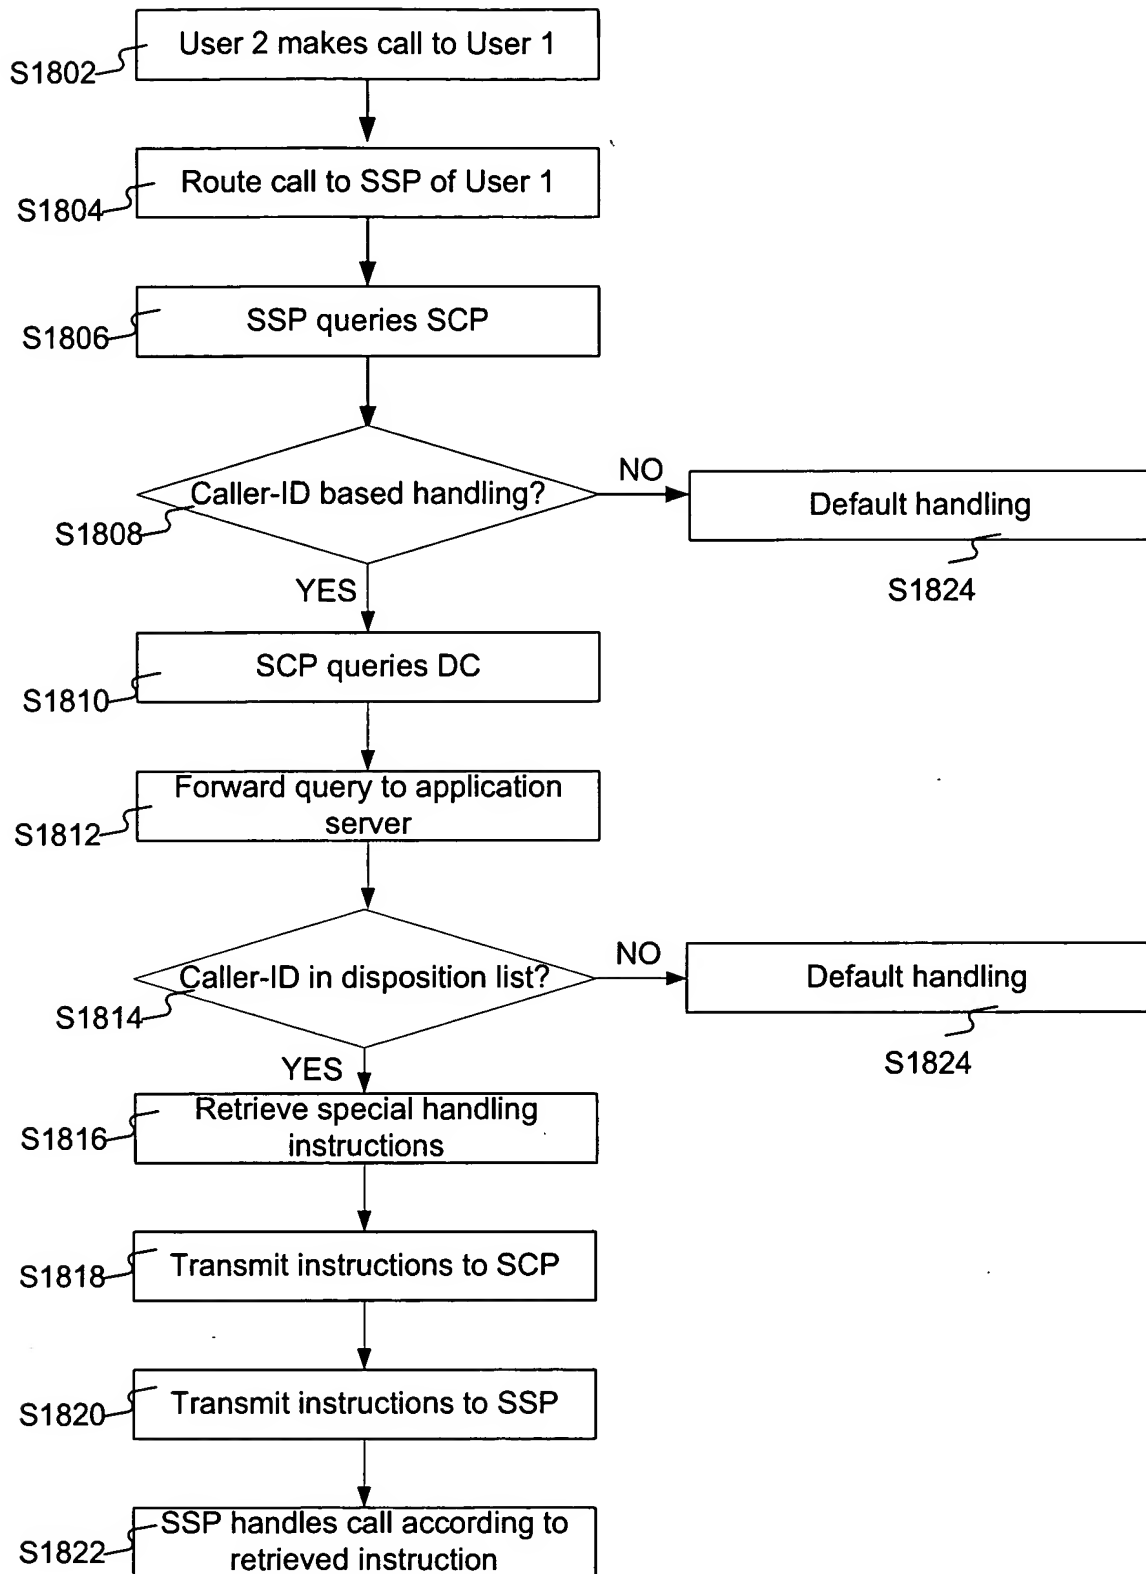 User 2 makes call to User 1
S1802
Route call to SSP of User 1
S1804
SSP queries SCP
S1806
Caller-ID based handling?
S1808
NO
Default handling
S1824
YES
SCP queries DC
S1810
Forward query to application
server
S1812
Caller-ID in disposition list?
S1814
NO
Default handling
S1824
YES
Retrieve special handling
instructions
S1816
Transmit instructions to SCP
S1818
Transmit instructions to SSP
S1820
SSP handles call according to
retrieved instruction
S1822